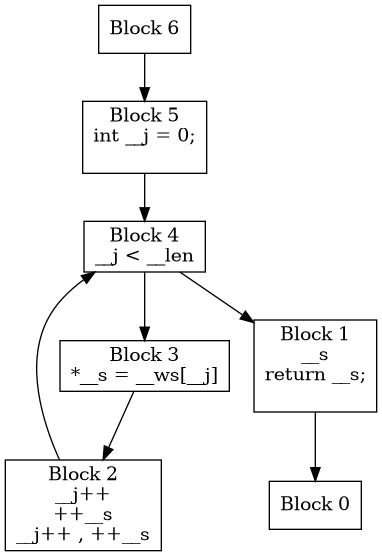 Block 6
Block 5
int __j = 0;
Block 4
__j < __len
Block 3
*__s = __ws[__j]
Block 1
__s
return __s;
Block 2
__j++
++__s
__j++ , ++__s
Block 0